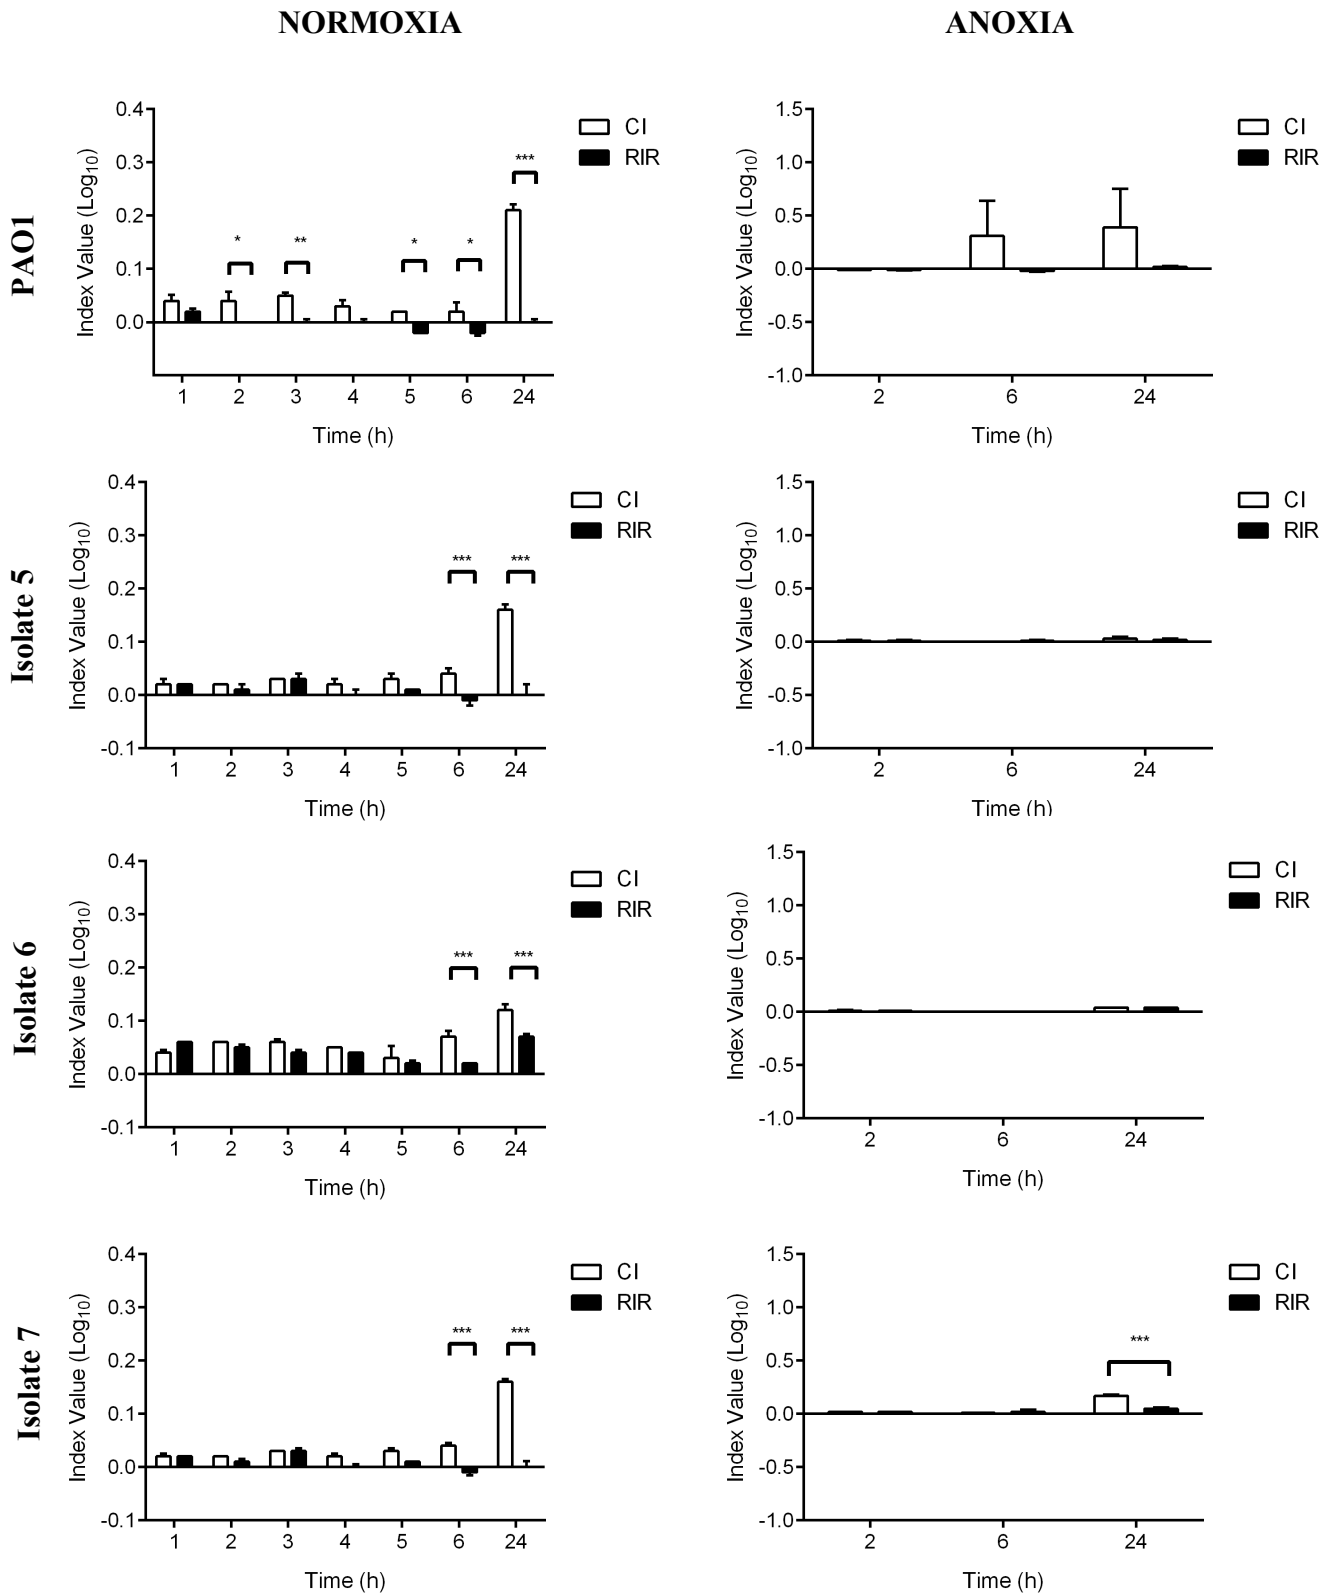 NORMOXIA
ANOXIA
PAO1
Index Value (Log10)
0.4
0.3
0.2
0.1
0.0
* ** * * ***
1 2 3 4 5 6 24
Time (h)
CI
RIR
Index Value (Log10)
1.5
1.0
0.5
0.0
-0.5
-1.0
2 6 24
Time (h)
CI
RIR
Isolate 5
Index Value (Log10)
0.4
0.3
0.2
0.1
0.0
-0.1
*** ***
1 2 3 4 5 6 24
Time (h)
CI
RIR
Index Value (Log10)
1.5
1.0
0.5
0.0
-0.5
-1.0
2 6 24
Time (h)
CI
RIR
Isolate 6
Index Value (Log10)
0.4
0.3
0.2
0.1
0.0
-0.1
*** ***
1 2 3 4 5 6 24
Time (h)
CI
RIR
Index Value (Log10)
1.5
1.0
0.5
0.0
-0.5
-1.0
2 6 24
Time (h)
CI
RIR
Isolate 7
Index Value (Log10)
0.4
0.3
0.2
0.1
0.0
-0.1
*** ***
1 2 3 4 5 6 24
Time (h)
CI
RIR
Index Value (Log10)
1.5
1.0
0.5
0.0
-0.5
-1.0
***
2 6 24
Time (h)
CI
RIR